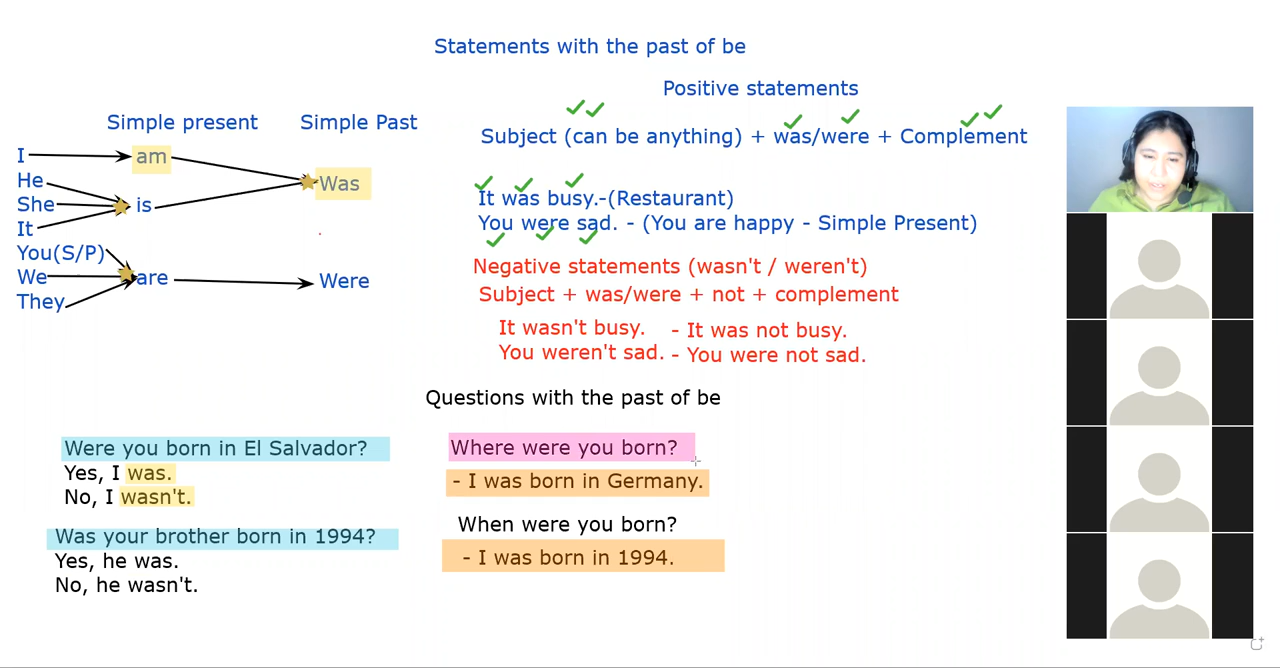 Statements with the past of be
Positive statements
Simple present
Simple Past
Subject (can be anything) + was/were + Complement
I
am
He
Was
She
is
It
You(S/P)
We
are
Were
They
It was busy.-(Restaurant)
You were sad. - (You are happy - Simple Present)
Negative statements (wasn't / weren't)
Subject + was/were + not + complement
It wasn't busy. - It was not busy.
You weren't sad. - You were not sad.
Questions with the past of be
Were you born in El Salvador?
Yes, I was.
No, I wasn't.
Was your brother born in 1994?
Yes, he was.
No, he wasn't.
Where were you born?
- I was born in Germany.
When were you born?
- I was born in 1994.